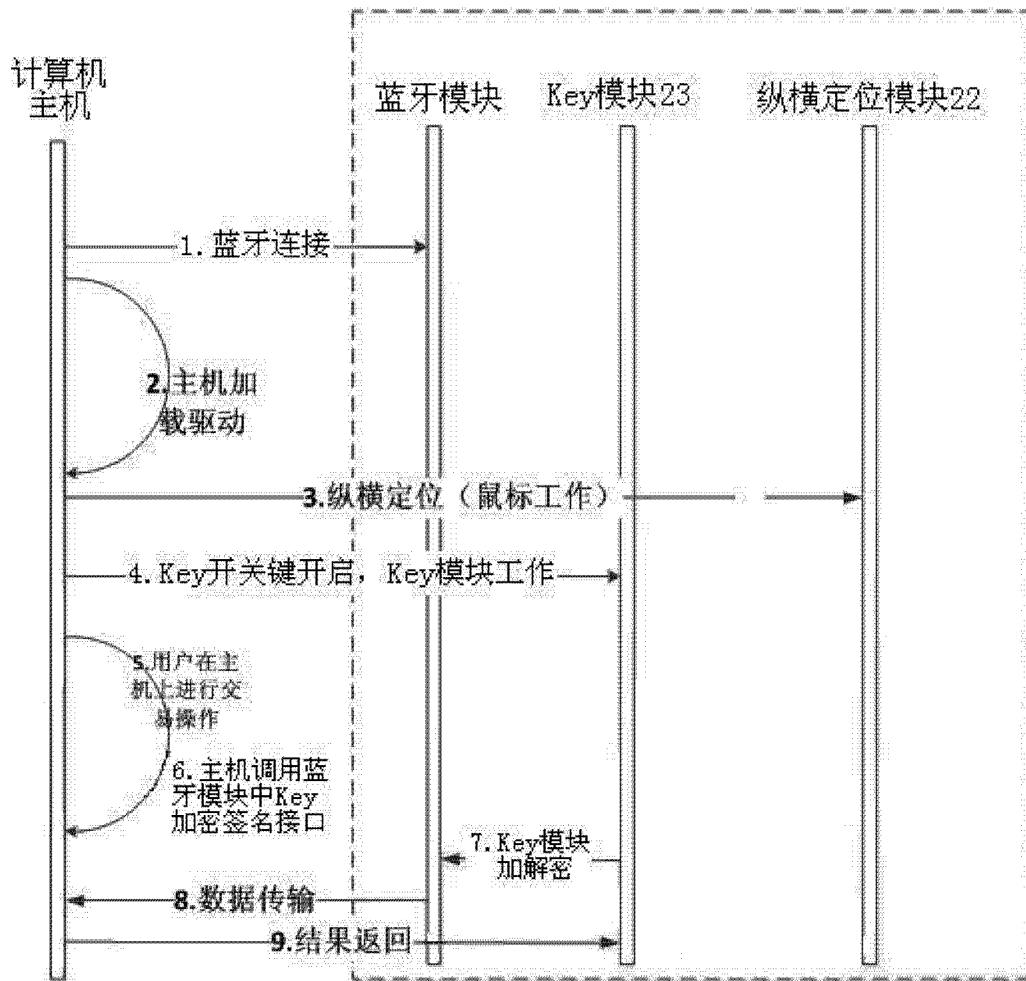 计算机
主机
蓝牙模块
Key模块23
纵横定位模块22
1.蓝牙连接
2.主机加
载驱动
3.纵横定位（鼠标工作）
4.Key开关键开启，Key模块工作
5.用户在主
机上进行交
易操作
6.主机调用蓝
牙模块中Key
加密签名接口
7.Key模块
加解密
8.数据传输
9.结果返回